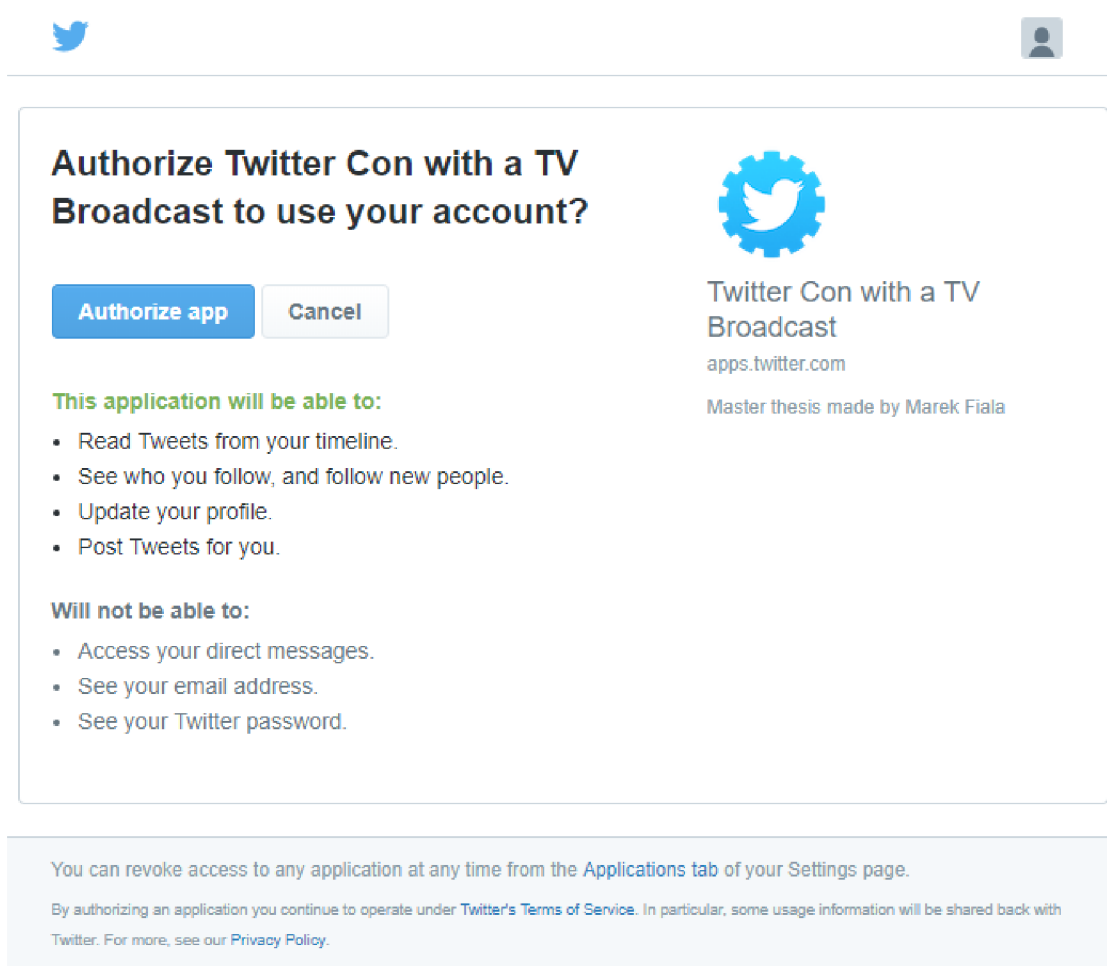 Authorize Twitter Con with a TV
Broadcast to use your account?
Authorize app
Cancel
This application will be able to:
• Read Tweets from your timeline.
• See who you follow, and follow new people.
• Update your profile.
• Post Tweets for you.
Will not be able to:
• Access your direct messages.
• See your email address.
• See your Twitter password.
Twitter Con with a TV
Broadcast
apps.twitter.com
Master thesis made by Marek Fiala
You can revoke access to any application at any time from the Applications tab of your Settings page.
By authorizing an application you continue to operate under Twitter's Terms of Service. In particular, some usage information will be shared back with
Twitter. For more, see our Privacy Policy.